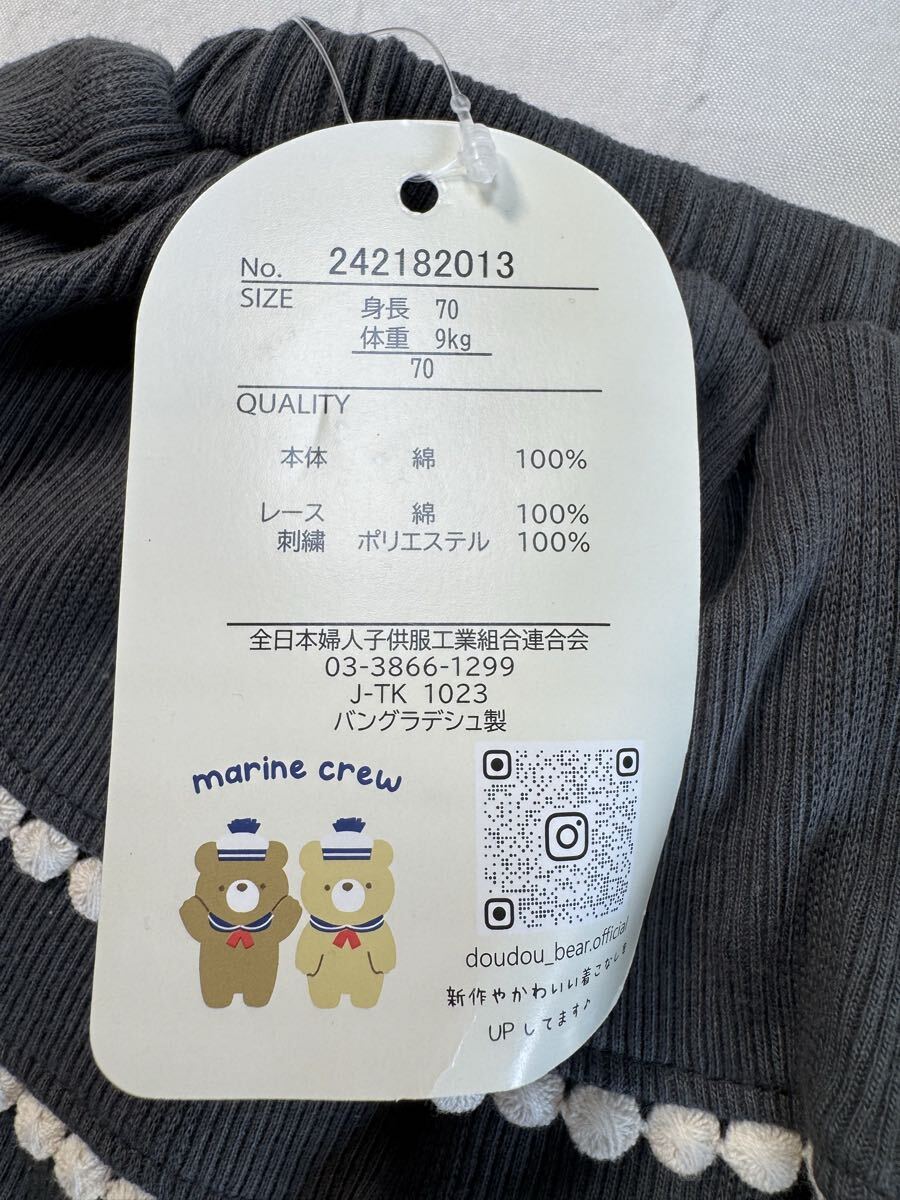 No. 242182013
SIZE 身長 70
体重 9kg
70
QUALITY
本体 綿 100%
レース 綿 100%
刺繍 ポリエステル 100%
全日本婦人子供服工業組合連合会
03-3866-1299
J-TK 1023
バングラデシュ製
marine crew
doudou_bear.official
新作やかわいい着こなしを
UPしてます♪